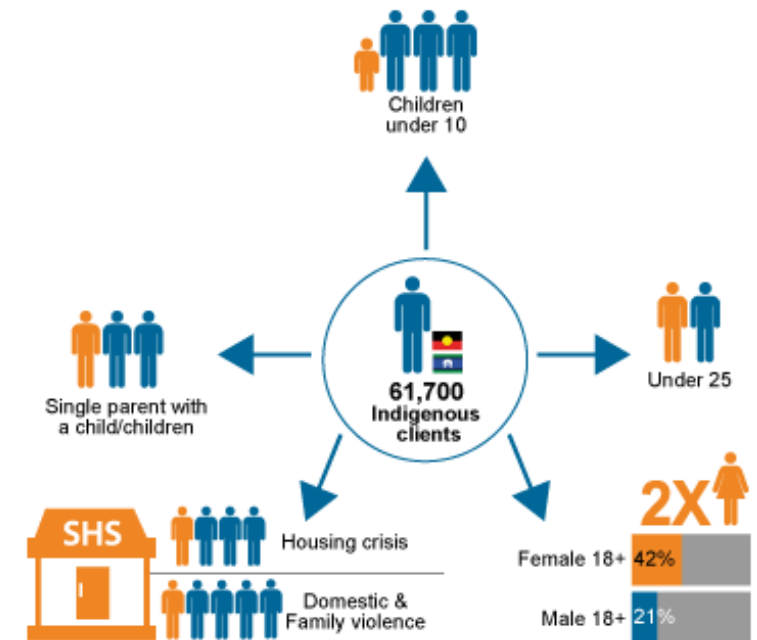 Children
under 10
61,700
Indigenous
clients
Under 25
Single parent with
a child/children
SHS
Housing crisis
Domestic &
Family violence
2X
Female 18+ 42%
Male 18+ 21%